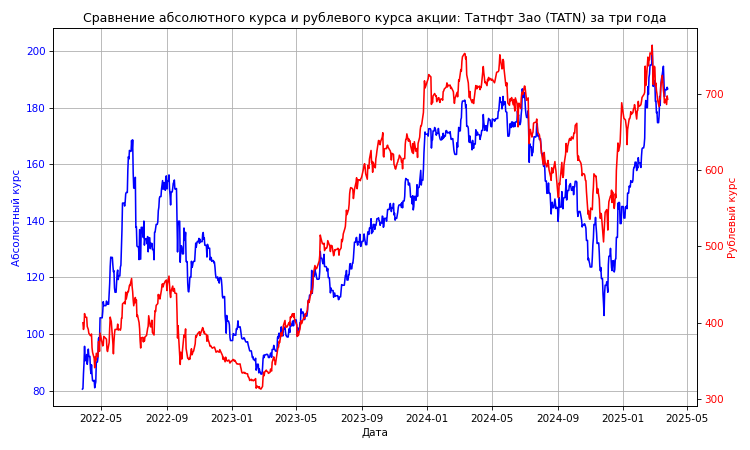 Сравнение абсолютного курса и рублевого курса акции: Татнфт 3ао (TATN) за три года
Абсолютный курс
200
180
160
140
120
100
80
Рублевый курс
700
600
500
400
300
2022-05 2022-09 2023-01 2023-05 2023-09 2024-01 2024-05 2024-09 2025-01 2025-05
Дата